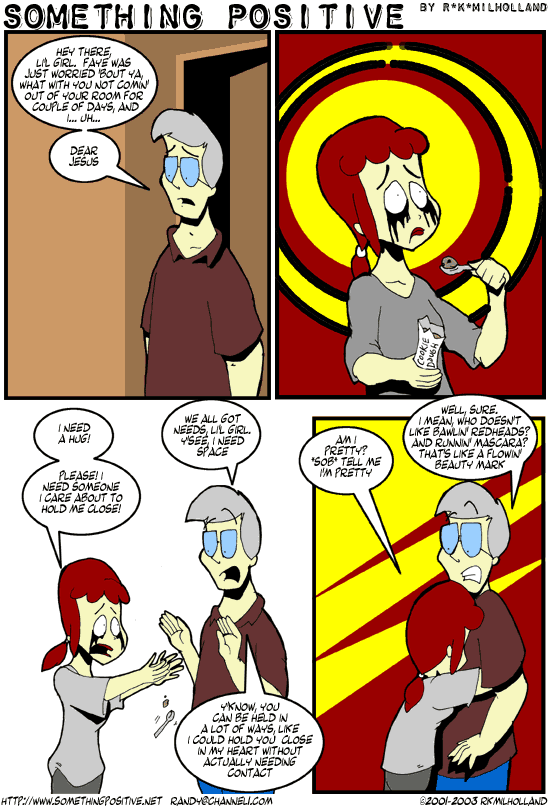 SOMETHING POSITIVE BY R*K*MILHOLLAND
HEY THERE,
LI'L GIRL. FAYE WAS
JUST WORRIED 'BOUT YA,
WHAT WITH YOU NOT COMIN'
OUT OF YOUR ROOM FOR
COUPLE OF DAYS, AND
I... UH...
DEAR
JESUS
COOKIE
DOUGH
I NEED
A HUG!
PLEASE! I
NEED SOMEONE
I CARE ABOUT TO
HOLD ME CLOSE!
WE ALL GOT
NEEDS, LI'L GIRL.
Y'SEE, I NEED
SPACE
Y'KNOW, YOU
CAN BE HELD IN
A LOT OF WAYS, LIKE
I COULD HOLD YOU CLOSE
IN MY HEART WITHOUT
ACTUALLY NEEDING
CONTACT
AM I
PRETTY?
*SOB* TELL ME
I'M PRETTY
WELL, SURE.
I MEAN, WHO DOESN'T
LIKE BAWLIN' REDHEADS?
AND RUNNIN' MASCARA?
THAT'S LIKE A FLOWIN'
BEAUTY MARK
HTTP://WWW.SOMETHINGPOSITIVE.NET RANDY@CHANNEL1.COM ©2001-2003 RKMILHOLLAND